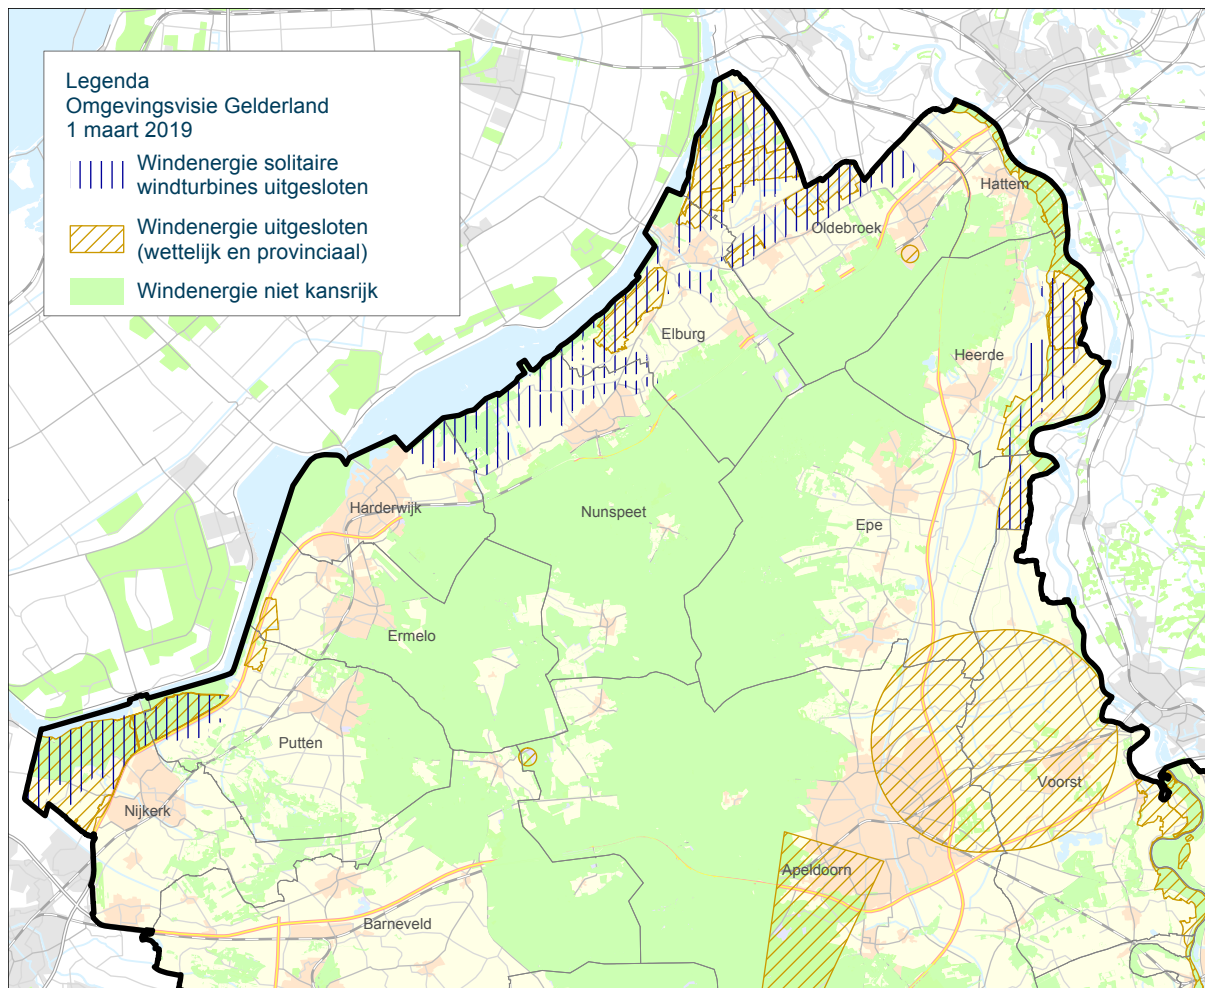 Legenda
Omgevingsvisie Gelderland
1 maart 2019
Windenergie solitaire
windturbines uitgesloten
Windenergie uitgesloten
(wettelijk en provinciaal)
Windenergie niet kansrijk
Hattem
Oldebroek
Elburg
Heerde
Harderwijk
Nunspeet
Epe
Ermelo
Putten
Voorst
Nijkerk
Apeldoorn
Barneveld